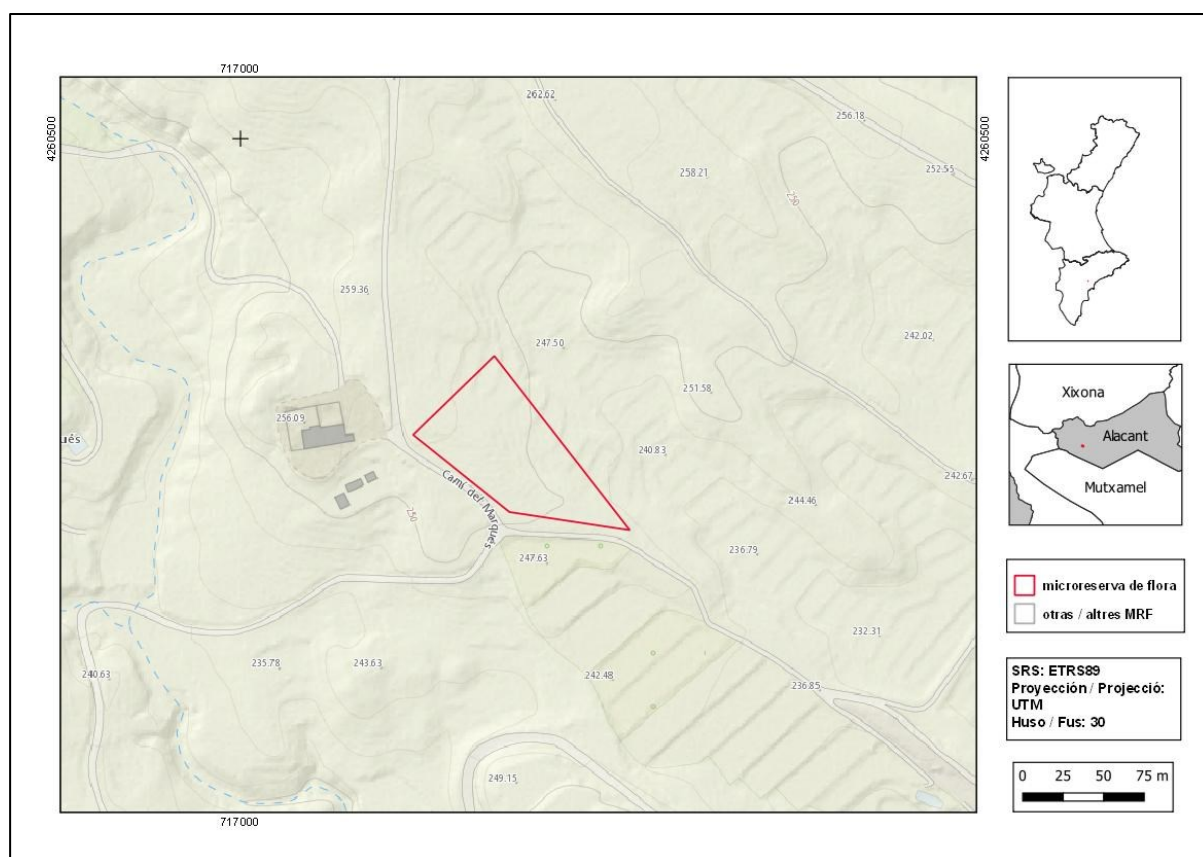 717000
4260500
4260500
262.62
256.18
252.55
258.21
250
259.36
247.50
242.02
251.58
256.09
ués
240.83
242.67
Camí del Marqués
250
244.46
247.63
236.79
232.31
235.78
243.63
242.48
240.63
236.85
249.15
717000
Xixona
Alacant
Mutxamel
microreserva de flora
otras / altres MRF
SRS: ETRS89
Proyección / Projecció:
UTM
Huso / Fus: 30
0 25 50 75 m